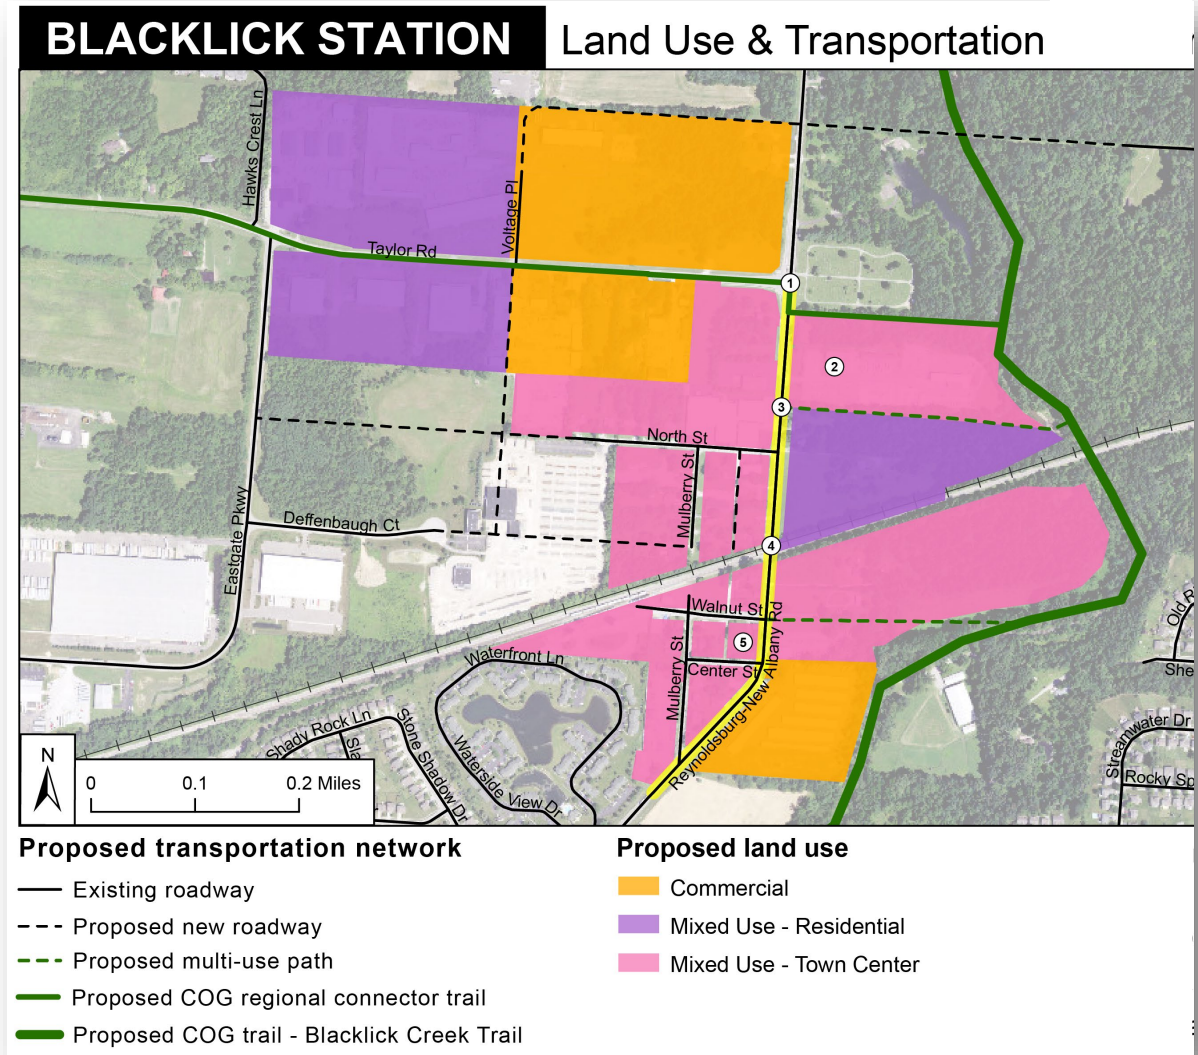 BLACKLICK STATION Land Use & Transportation
Hawks Crest Ln
Voltage Pl
Taylor Rd
1
2
3
North St
Mulberry St
Eastgate Pkwy
Deffenbaugh Ct
4
Walnut St
5
Mulberry St
Center St
Reynoldsburg-New Albany Rd
Waterfront Ln
Shady Rock Ln
Stone Shadow Dr
Waterside View Dr
Old R
She
Streamwater Dr
Rocky Sp
Sla
N
0 0.1 0.2 Miles
Proposed transportation network
Existing roadway
Proposed new roadway
Proposed multi-use path
Proposed COG regional connector trail
Proposed COG trail - Blacklick Creek Trail
Proposed land use
Commercial
Mixed Use - Residential
Mixed Use - Town Center